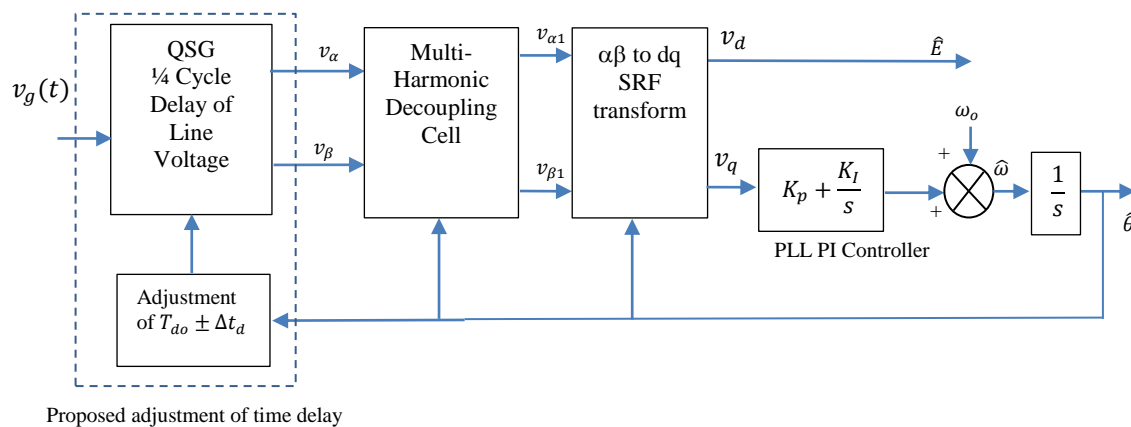 v_g(t)
QSG
¼ Cycle
Delay of
Line
Voltage
v_α
v_β
Multi-
Harmonic
Decoupling
Cell
v_α1
v_β1
αβ to dq
SRF
transform
v_d
Ê
v_q
K_p + K_I/s
PLL PI Controller
ω_o
+
+
ω̂
1/s
θ̂
Adjustment
of T_do ± Δt_d
Proposed adjustment of time delay